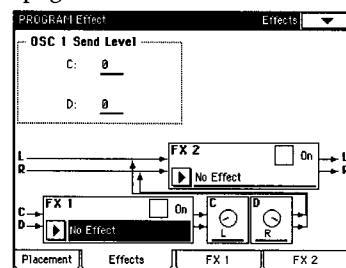 PROGRAM Effect Effects
OSC 1 Send Level
C: 0
D: 0
FX 2
L On L
R No Effect R
FX 1 C D
C On
D No Effect L R
Placement Effects FX 1 FX 2